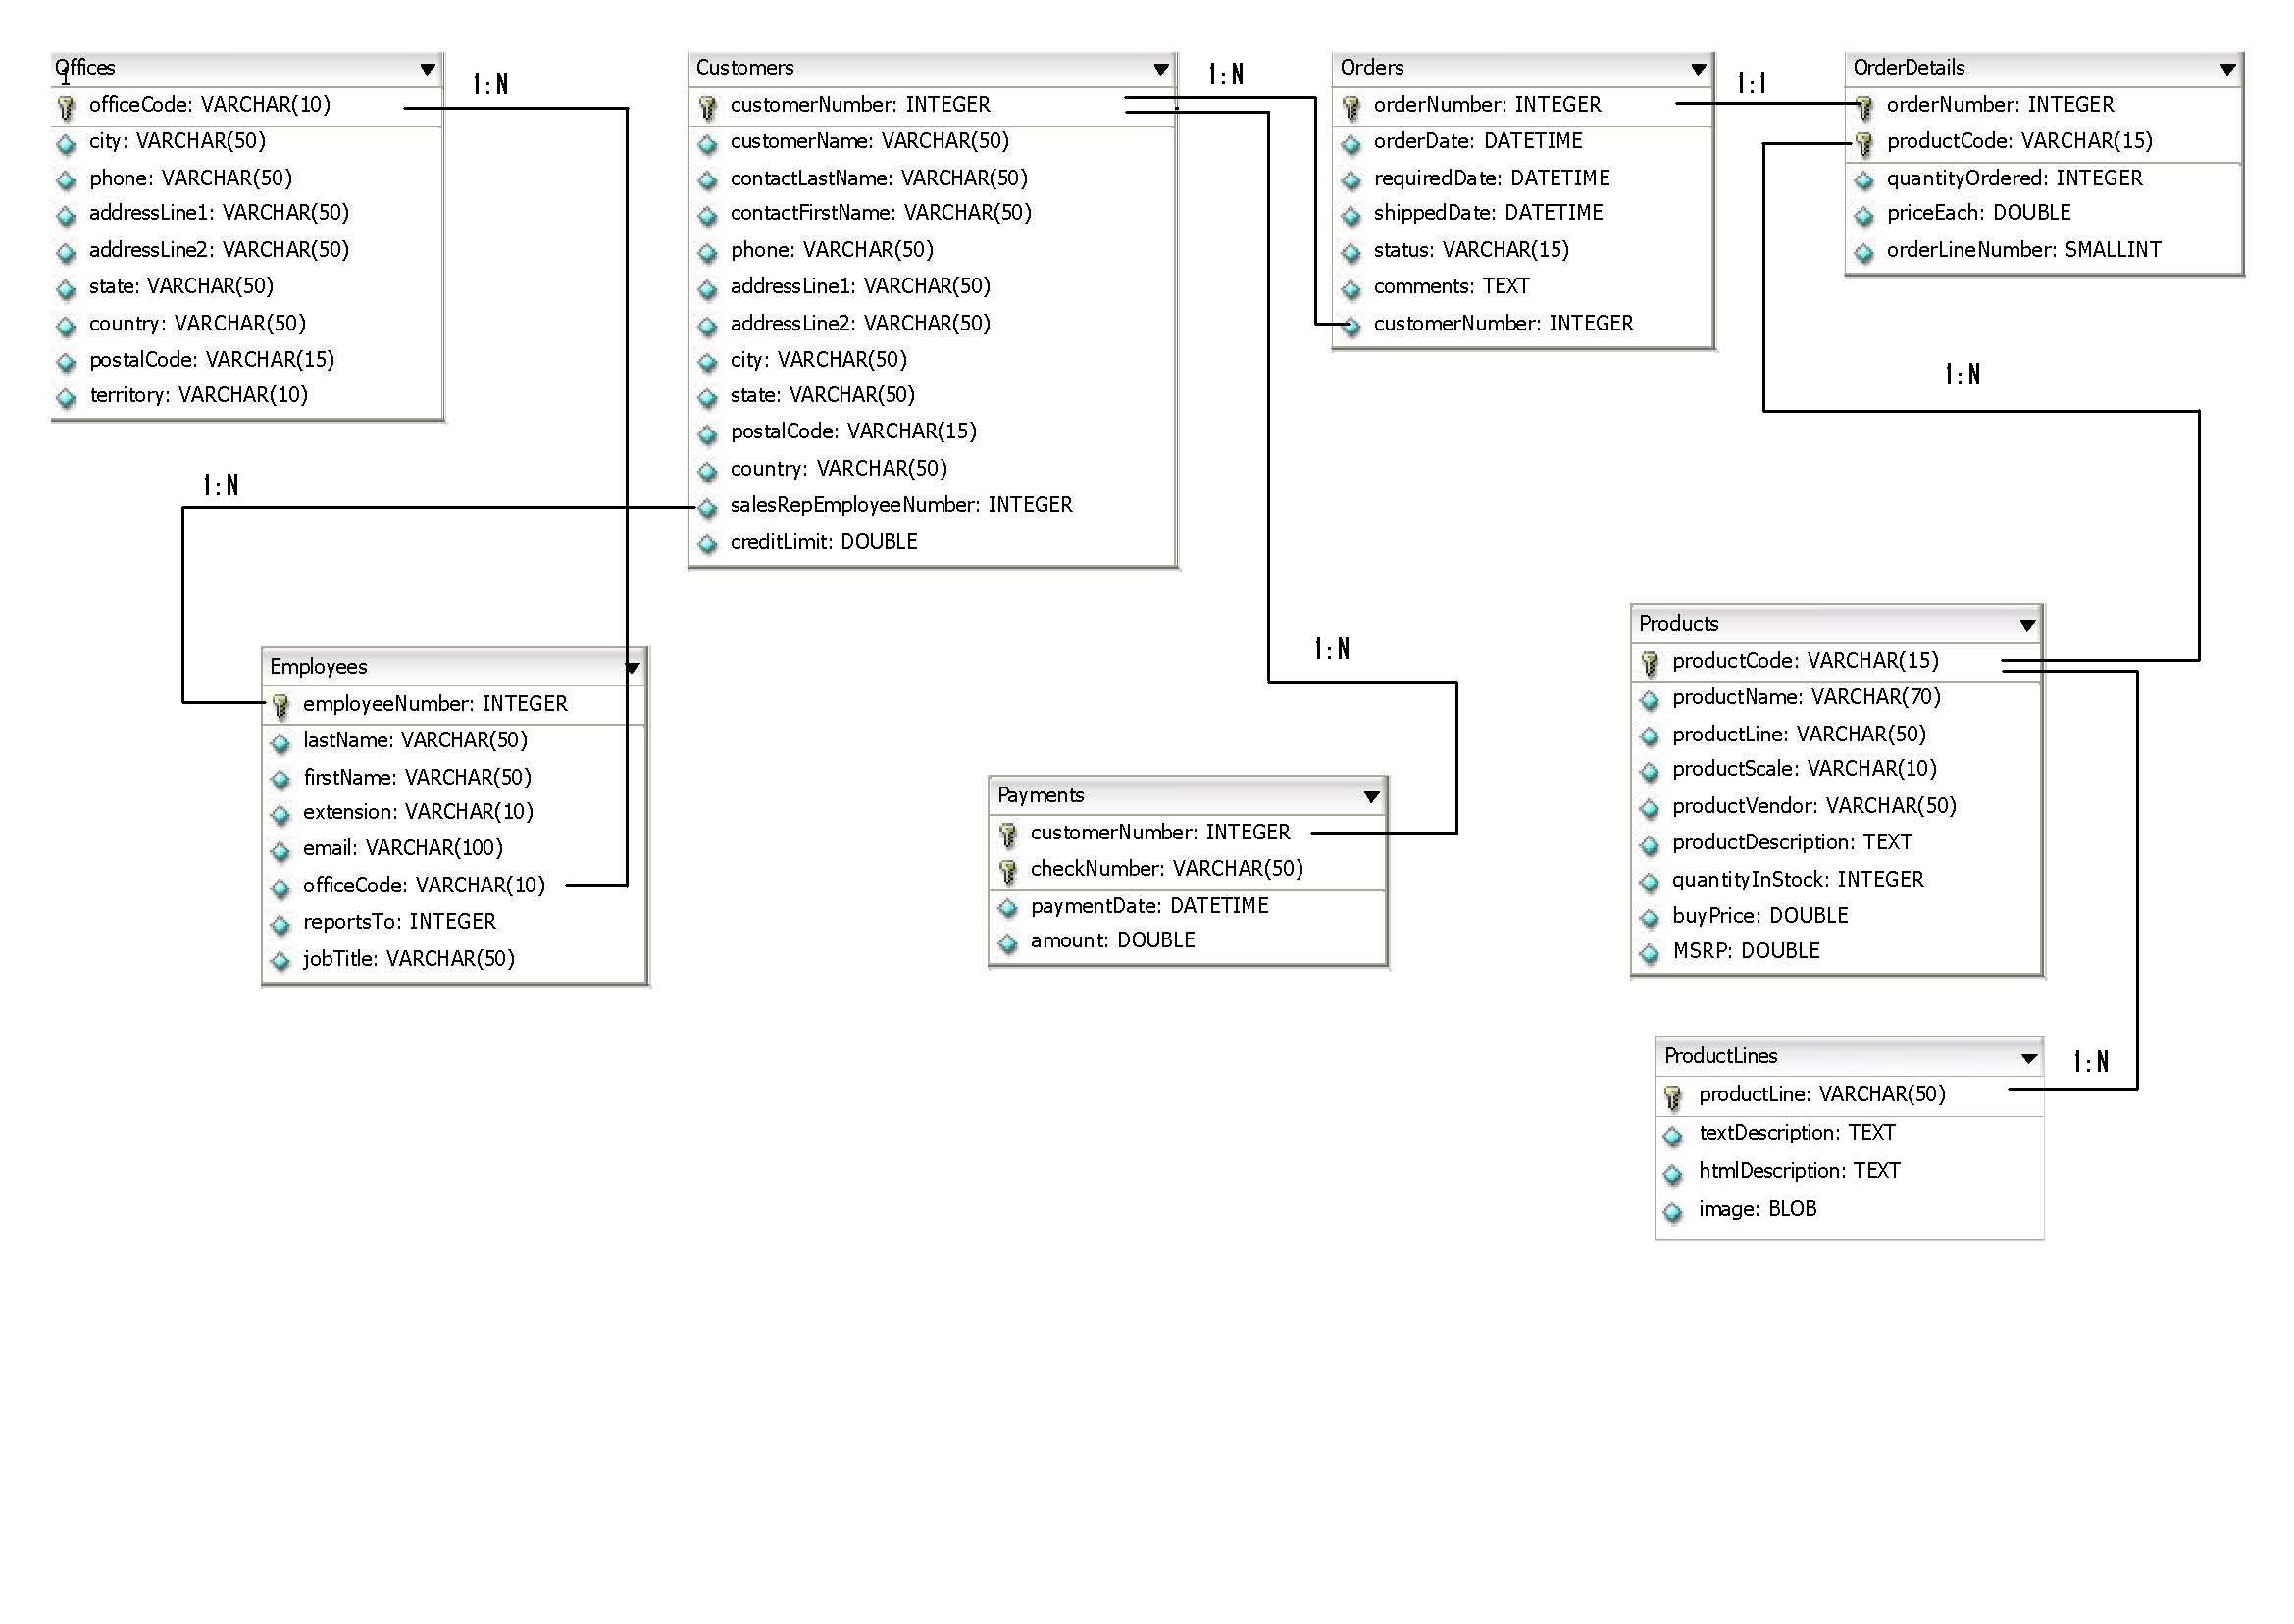 Offices
1
officeCode: VARCHAR(10)
city: VARCHAR(50)
phone: VARCHAR(50)
addressLine1: VARCHAR(50)
addressLine2: VARCHAR(50)
state: VARCHAR(50)
country: VARCHAR(50)
postalCode: VARCHAR(15)
territory: VARCHAR(10)
1:N
Customers
customerNumber: INTEGER
customerName: VARCHAR(50)
contactLastName: VARCHAR(50)
contactFirstName: VARCHAR(50)
phone: VARCHAR(50)
addressLine1: VARCHAR(50)
addressLine2: VARCHAR(50)
city: VARCHAR(50)
state: VARCHAR(50)
postalCode: VARCHAR(15)
country: VARCHAR(50)
salesRepEmployeeNumber: INTEGER
creditLimit: DOUBLE
1:N
Orders
orderNumber: INTEGER
orderDate: DATETIME
requiredDate: DATETIME
shippedDate: DATETIME
status: VARCHAR(15)
comments: TEXT
customerNumber: INTEGER
1:1
OrderDetails
orderNumber: INTEGER
productCode: VARCHAR(15)
quantityOrdered: INTEGER
priceEach: DOUBLE
orderLineNumber: SMALLINT
1:N
1:N
Employees
employeeNumber: INTEGER
lastName: VARCHAR(50)
firstName: VARCHAR(50)
extension: VARCHAR(10)
email: VARCHAR(100)
officeCode: VARCHAR(10)
reportsTo: INTEGER
jobTitle: VARCHAR(50)
1:N
Payments
customerNumber: INTEGER
checkNumber: VARCHAR(50)
paymentDate: DATETIME
amount: DOUBLE
Products
productCode: VARCHAR(15)
productName: VARCHAR(70)
productLine: VARCHAR(50)
productScale: VARCHAR(10)
productVendor: VARCHAR(50)
productDescription: TEXT
quantityInStock: INTEGER
buyPrice: DOUBLE
MSRP: DOUBLE
ProductLines
productLine: VARCHAR(50)
textDescription: TEXT
htmlDescription: TEXT
image: BLOB
1:N